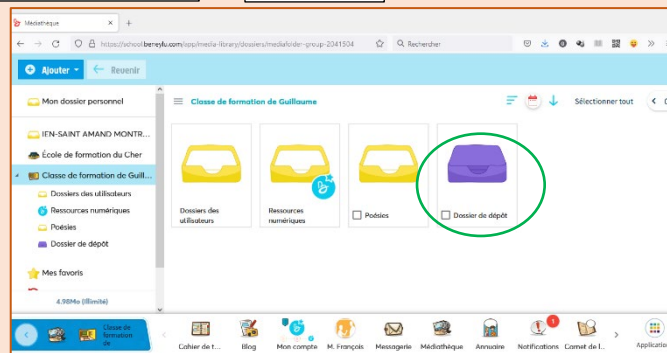 Médiathèque
https://school.beneylu.com/app/media-library/dossiers/mediafolder-group-2041504
Rechercher
Ajouter
Revenir
Mon dossier personnel
IEN-SAINT AMAND MONTR...
École de formation du Cher
Classe de formation de Guill...
Dossiers des utilisateurs
Ressources numériques
Poésies
Dossier de dépôt
Mes favoris
4.98Mo (Illimité)
Classe de formation de Guillaume
Sélectionner tout
Dossiers des
utilisateurs
Ressources
numériques
Poésies
Dossier de dépôt
Classe de
formation
de
Cahier de t...
Blog
Mon compte
M. François
Messagerie
Médiathèque
Annuaire
1
Notifications
Carnet de l..
Application